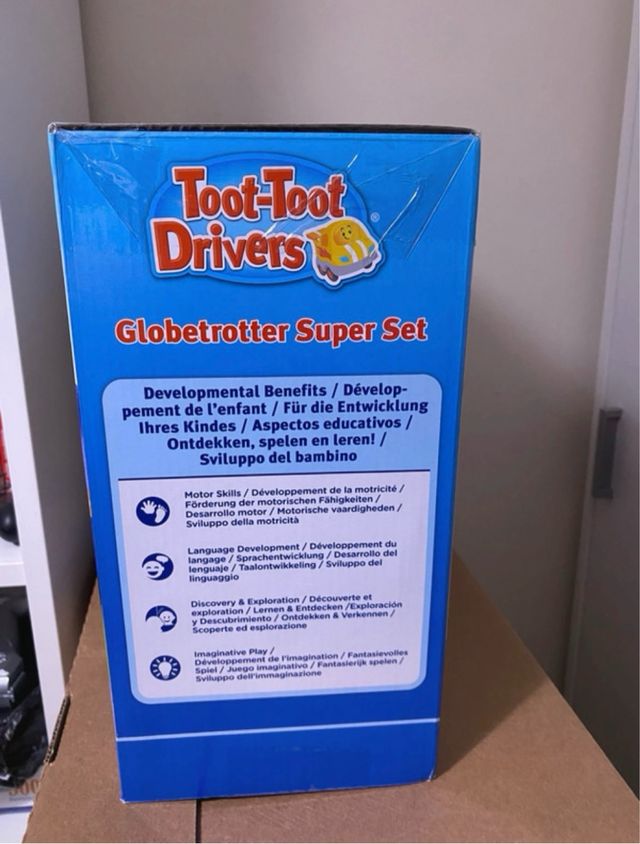 Toot-Toot
Drivers®
Globetrotter Super Set
Developmental Benefits / Dévelop-
pement de l'enfant / Für die Entwicklung
Ihres Kindes / Aspectos educativos /
Ontdekken, spelen en leren! /
Sviluppo del bambino
Motor Skills / Développement de la motricité /
Förderung der motorischen Fähigkeiten /
Desarrollo motor / Motorische vaardigheden /
Sviluppo della motricità
Language Development / Développement du
langage / Sprachentwicklung / Desarrollo del
lenguaje / Taalontwikkeling / Sviluppo del
linguaggio
Discovery & Exploration / Découverte et
exploration / Lernen & Entdecken /Exploración
y Descubrimiento / Ontdekken & Verkennen /
Scoperte ed esplorazione
Imaginative Play /
Développement de l'imagination / Fantasievolles
Spiel / Juego imaginativo / Fantasierijk spelen /
Sviluppo dell'immaginazione